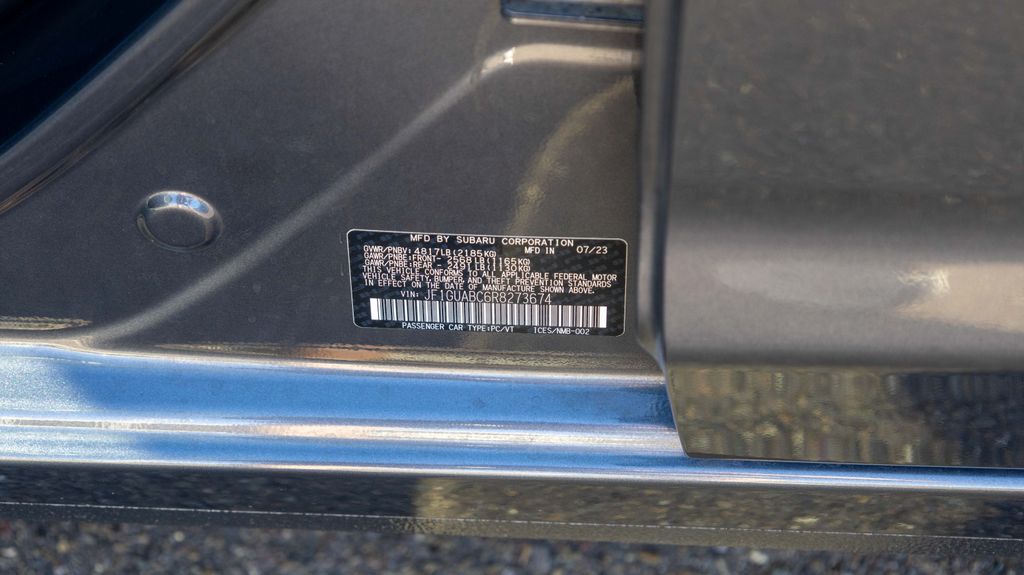 MFD BY SUBARU CORPORATION
GVWR/PNBV: 4817LB(2185KG) MFD IN 07/23
GAWR/PNBE:FRONT- 2568LB(1165KG)
GAWR/PNBE:REAR - 2491LB(1130KG)
THIS VEHICLE CONFORMS TO ALL APPLICABLE FEDERAL MOTOR
VEHICLE SAFETY,BUMPER,AND THEFT PREVENTION STANDARDS
IN EFFECT ON THE DATE OF MANUFACTURE SHOWN ABOVE.
VIN: JF1GUABC6R8273674
PASSENGER CAR TYPE:PC/VT ICES/NMB-002